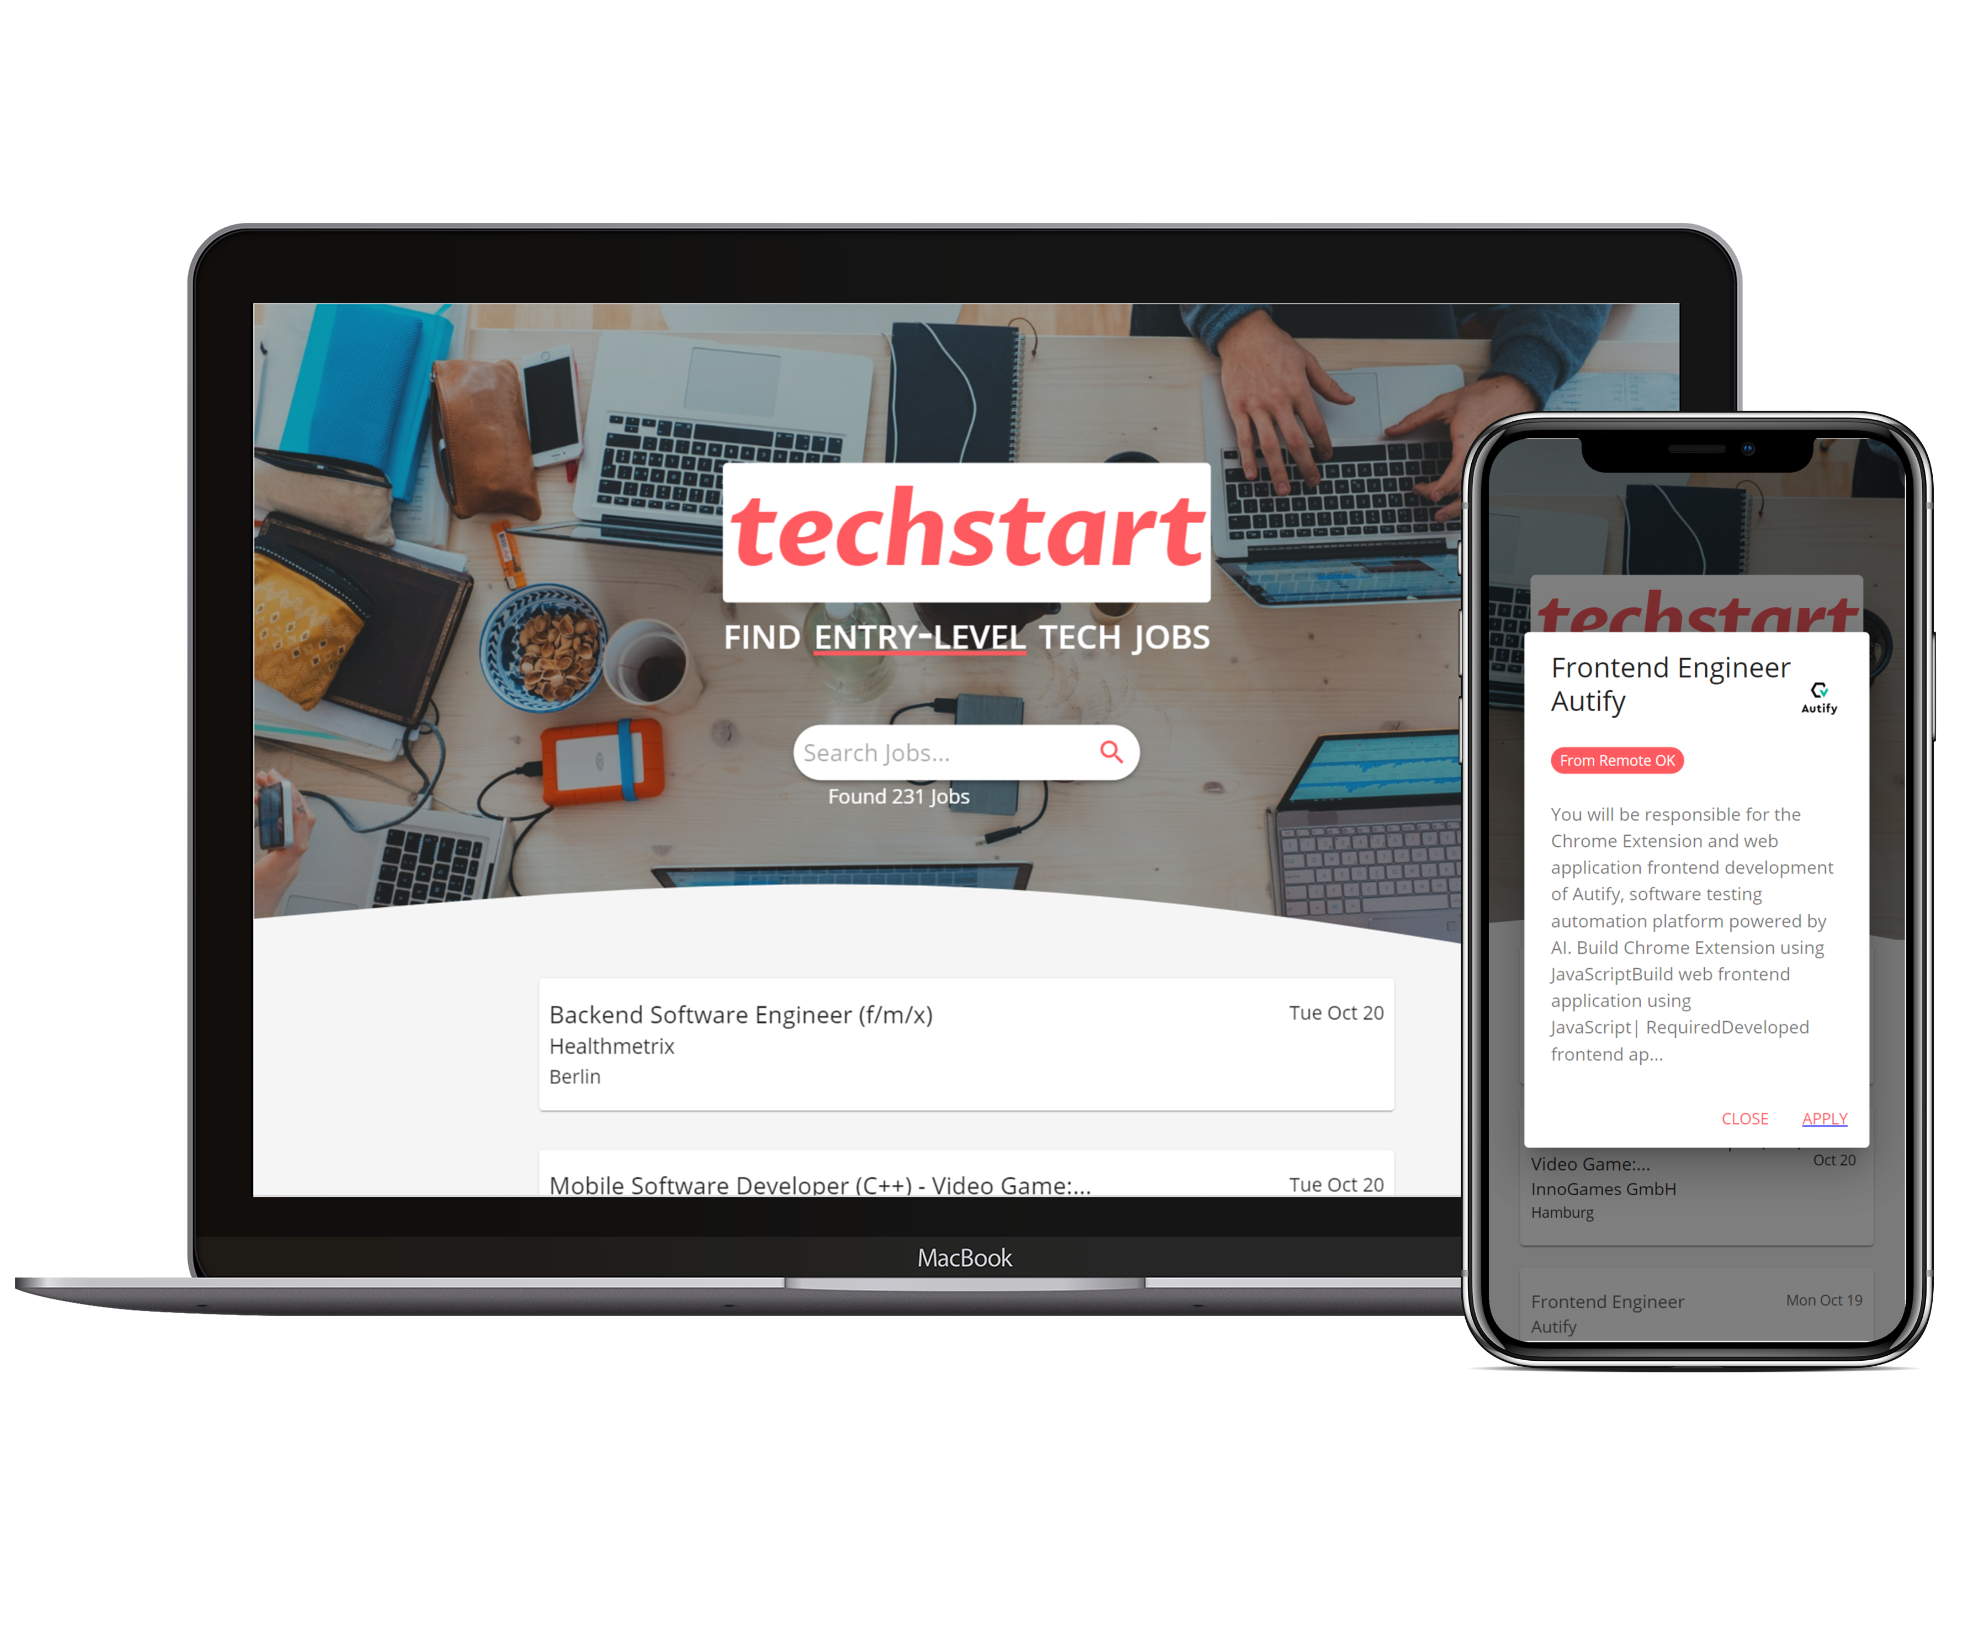 techstart
FIND ENTRY-LEVEL TECH JOBS
Search Jobs...
Found 231 Jobs
Backend Software Engineer (f/m/x)
Tue Oct 20
Healthmetrix
Berlin
Mobile Software Developer (C++) - Video Game:...
Tue Oct 20
MacBook
techstart
Frontend Engineer
Autify
Autify
From Remote OK
You will be responsible for the
Chrome Extension and web
application frontend development
of Autify, software testing
automation platform powered by
AI. Build Chrome Extension using
JavaScriptBuild web frontend
application using
JavaScript| RequiredDeveloped
frontend ap...
CLOSE
APPLY
Video Game:...
Oct 20
InnoGames GmbH
Hamburg
Frontend Engineer
Mon Oct 19
Autify